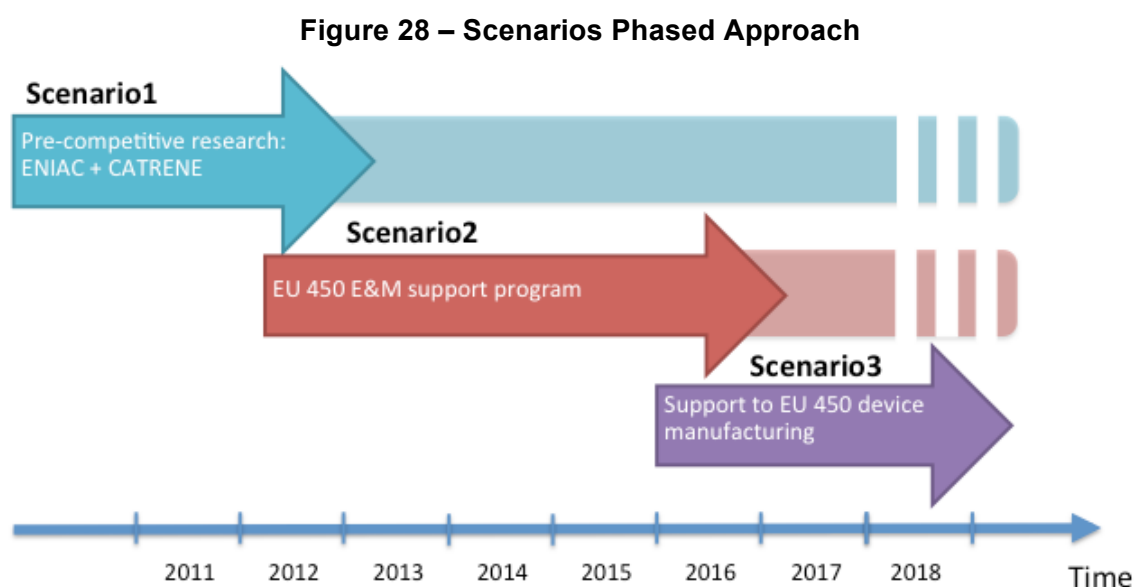 Figure 28 – Scenarios Phased Approach
Scenario1
Pre-competitive research:
ENIAC + CATRENE
Scenario2
EU 450 E&M support program
Scenario3
Support to EU 450 device
manufacturing
2011 2012 2013 2014 2015 2016 2017 2018 Time